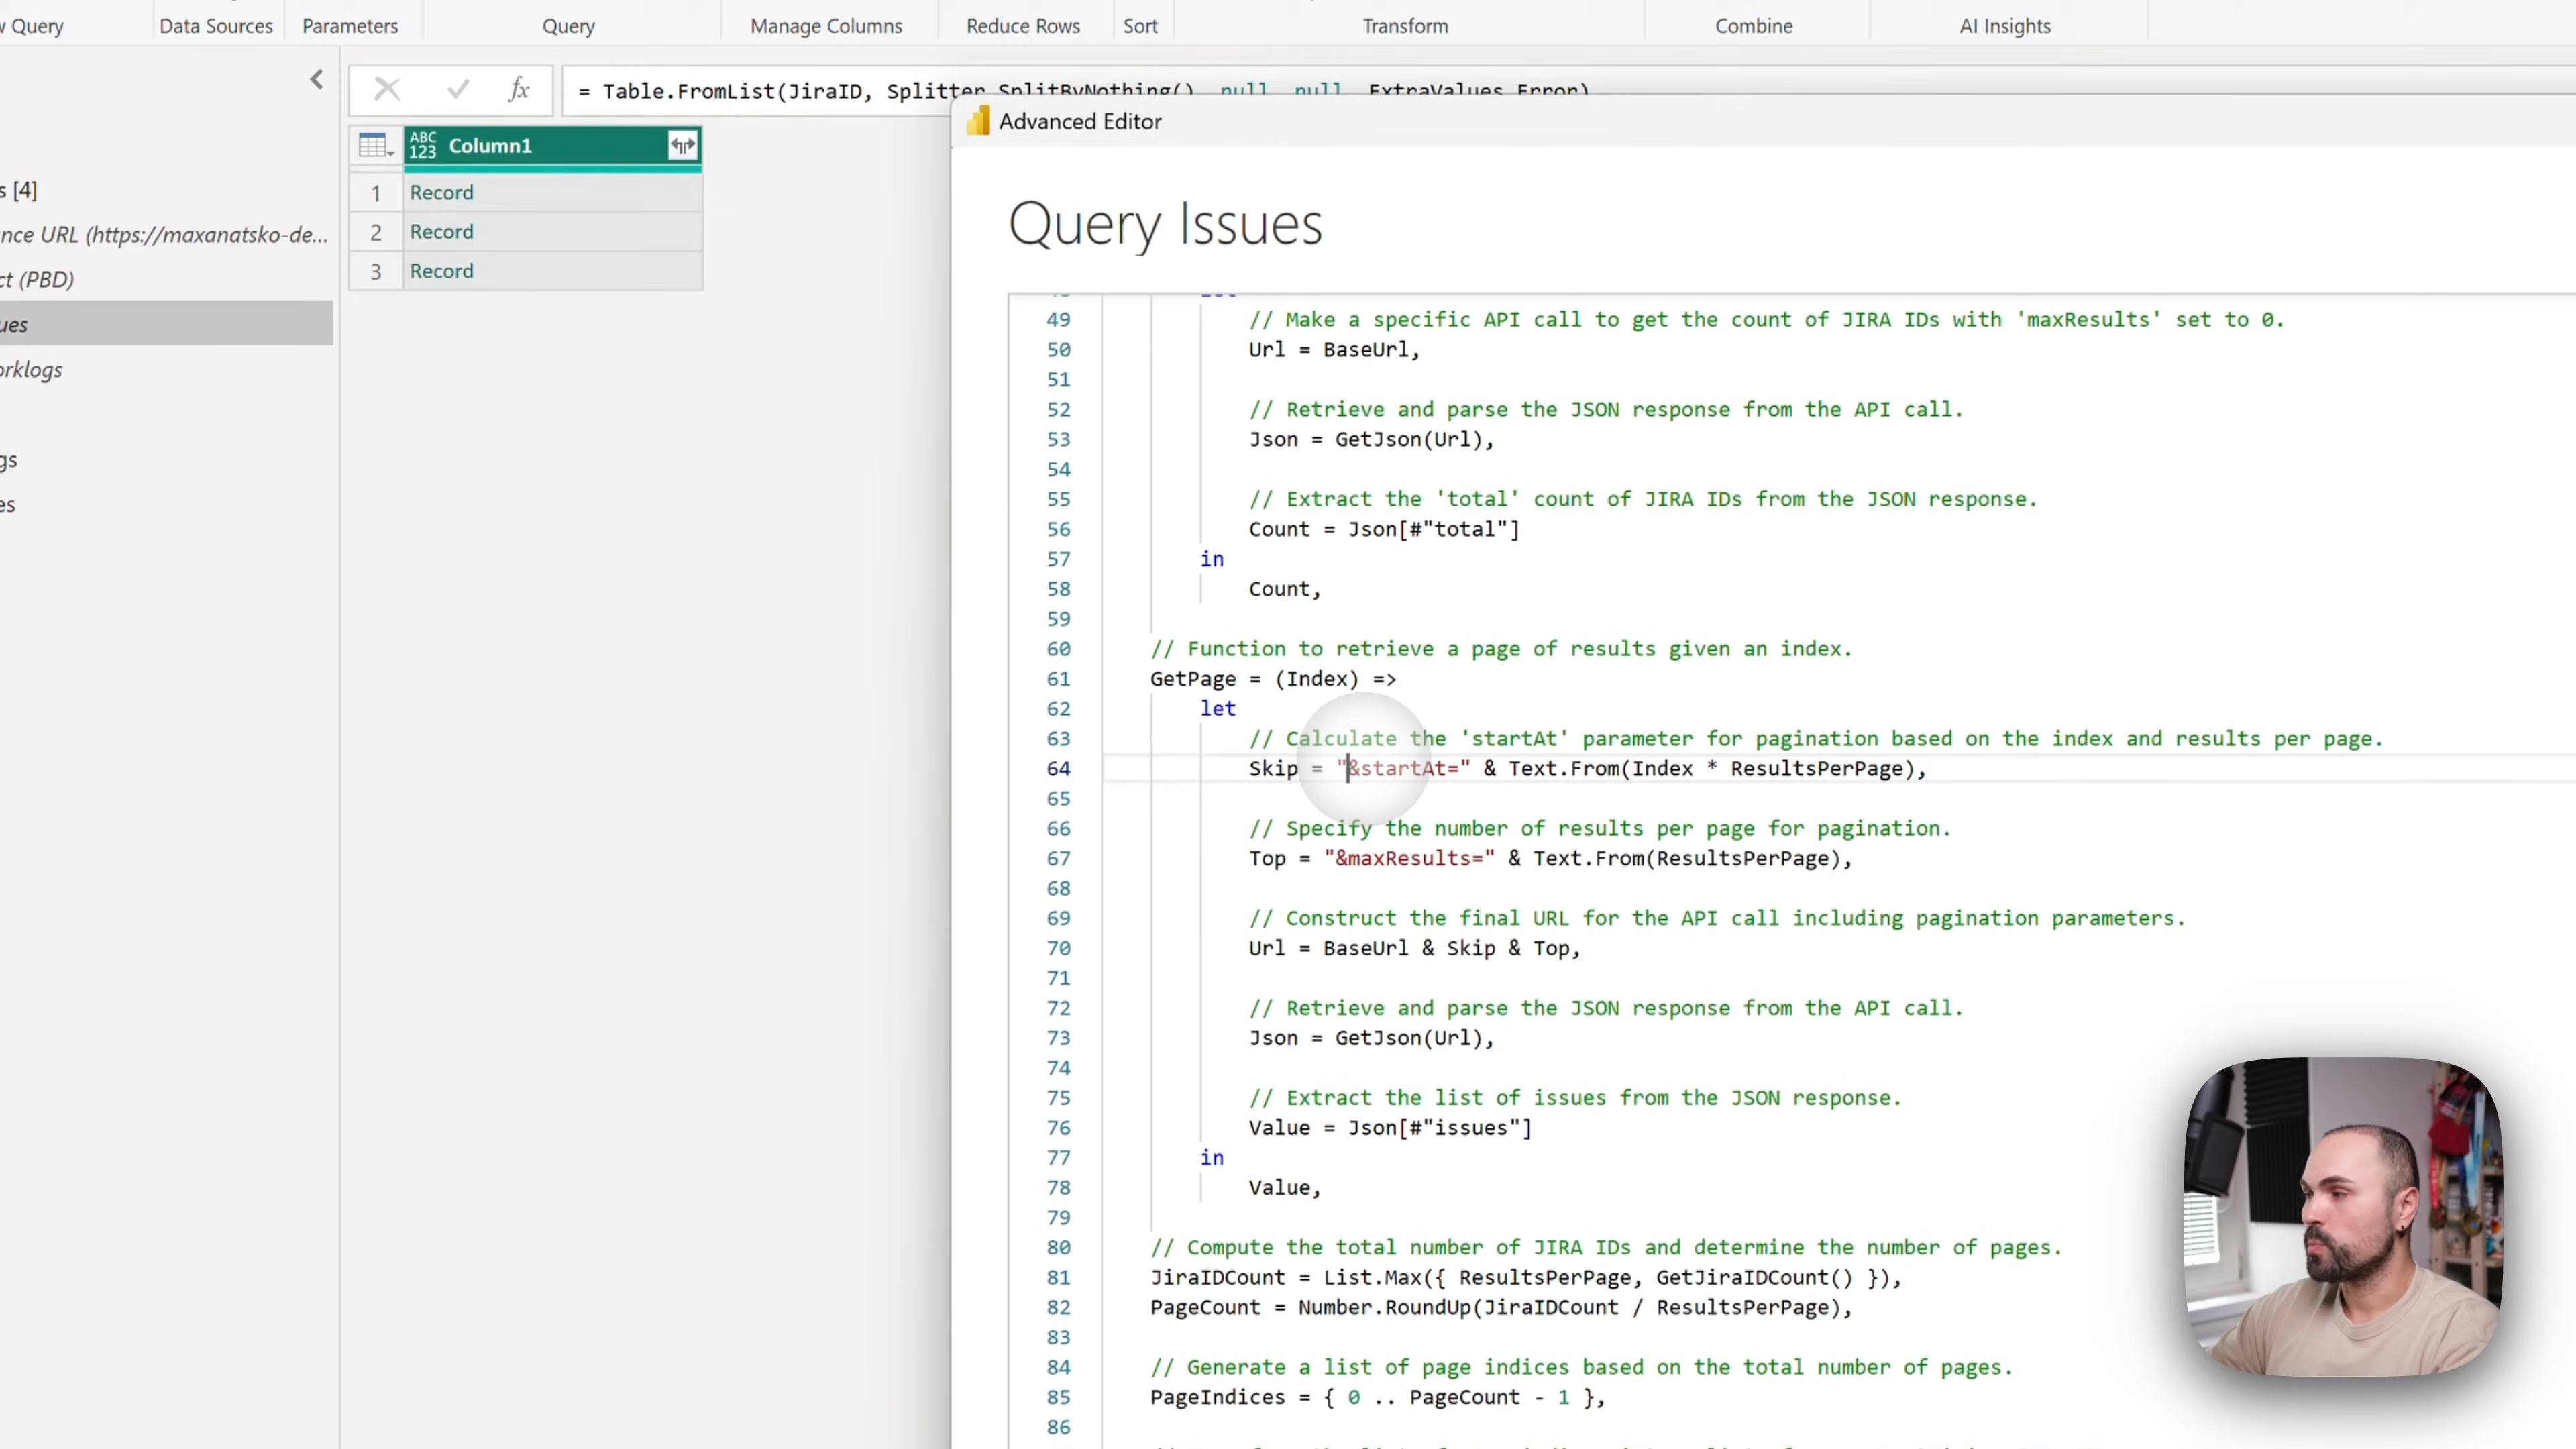 Query
Data Sources
Parameters
Query
Manage Columns
Reduce Rows
Sort
Transform
Combine
AI Insights
fx
= Table.FromList(JiraID, Splitter.SplitByNothing(), null, null, ExtraValues.Error)
s [4]
nce URL (https://maxanatsko-de...
ct (PBD)
ues
orklogs
gs
es
ABC
123
Column1
1 Record
2 Record
3 Record
Advanced Editor
Query Issues
49 // Make a specific API call to get the count of JIRA IDs with 'maxResults' set to 0.
50 Url = BaseUrl,
51
52 // Retrieve and parse the JSON response from the API call.
53 Json = GetJson(Url),
54
55 // Extract the 'total' count of JIRA IDs from the JSON response.
56 Count = Json[#"total"]
57 in
58 Count,
59
60 // Function to retrieve a page of results given an index.
61 GetPage = (Index) =>
62 let
63 // Calculate the 'startAt' parameter for pagination based on the index and results per page.
64 Skip = "&startAt=" & Text.From(Index * ResultsPerPage),
65
66 // Specify the number of results per page for pagination.
67 Top = "&maxResults=" & Text.From(ResultsPerPage),
68
69 // Construct the final URL for the API call including pagination parameters.
70 Url = BaseUrl & Skip & Top,
71
72 // Retrieve and parse the JSON response from the API call.
73 Json = GetJson(Url),
74
75 // Extract the list of issues from the JSON response.
76 Value = Json[#"issues"]
77 in
78 Value,
79
80 // Compute the total number of JIRA IDs and determine the number of pages.
81 JiraIDCount = List.Max({ ResultsPerPage, GetJiraIDCount() }),
82 PageCount = Number.RoundUp(JiraIDCount / ResultsPerPage),
83
84 // Generate a list of page indices based on the total number of pages.
85 PageIndices = { 0 .. PageCount - 1 },
86